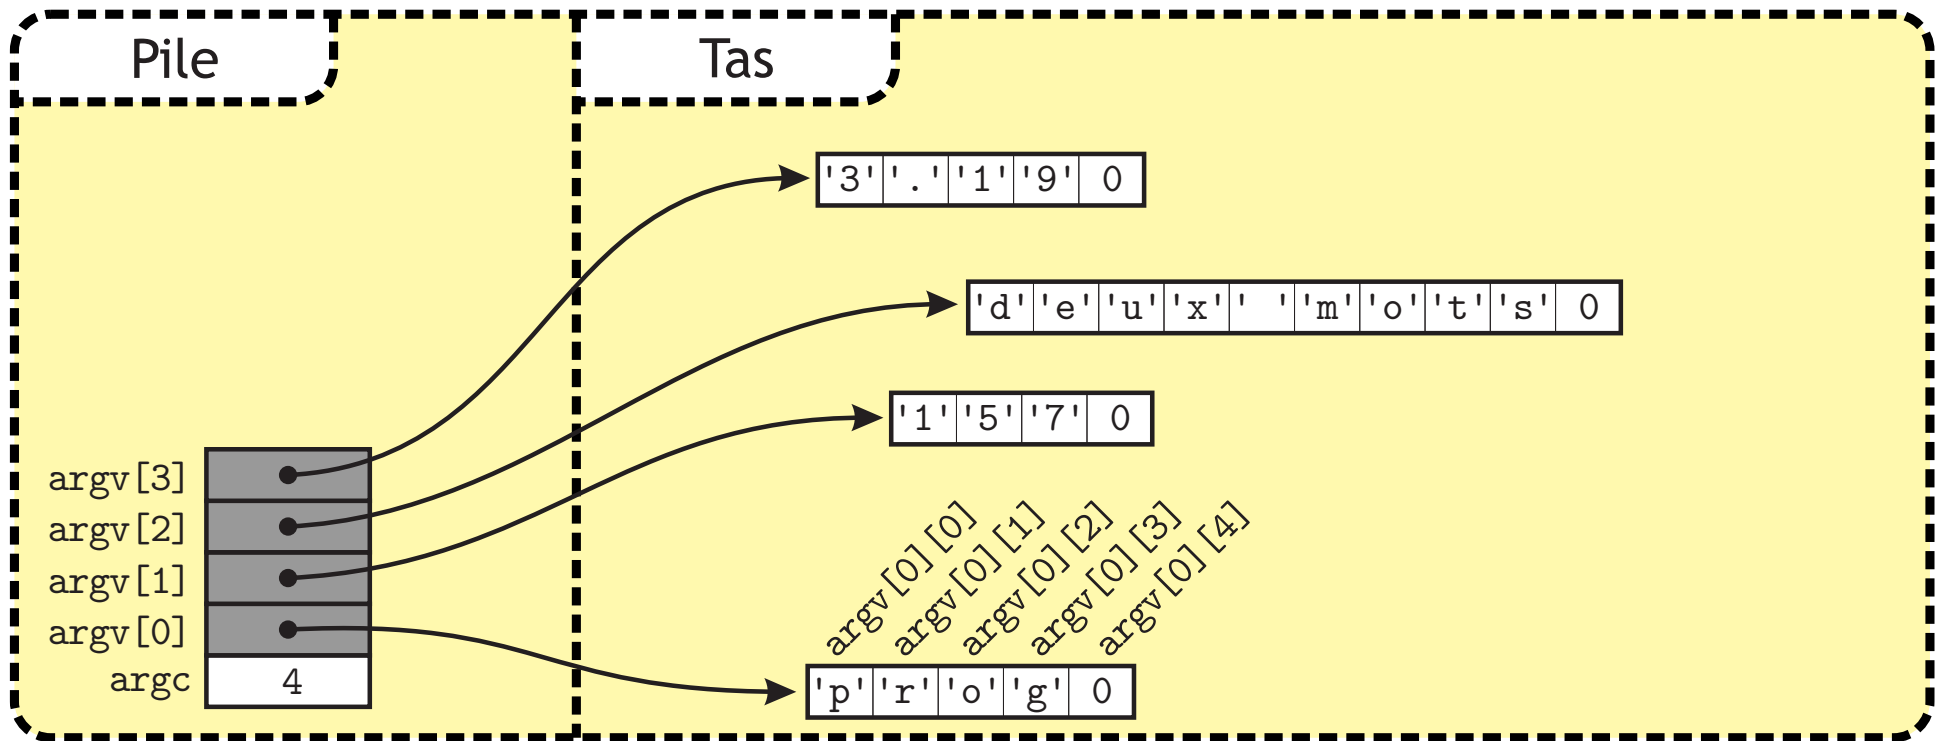 Pile
Tas
'3' '.' '1' '9' 0
'd' 'e' 'u' 'x' ' ' 'm' 'o' 't' 's' 0
'1' '5' '7' 0
argv[3]
argv[2]
argv[1]
argv[0]
argc 4
argv[0][0]
argv[0][1]
argv[0][2]
argv[0][3]
argv[0][4]
'p' 'r' 'o' 'g' 0